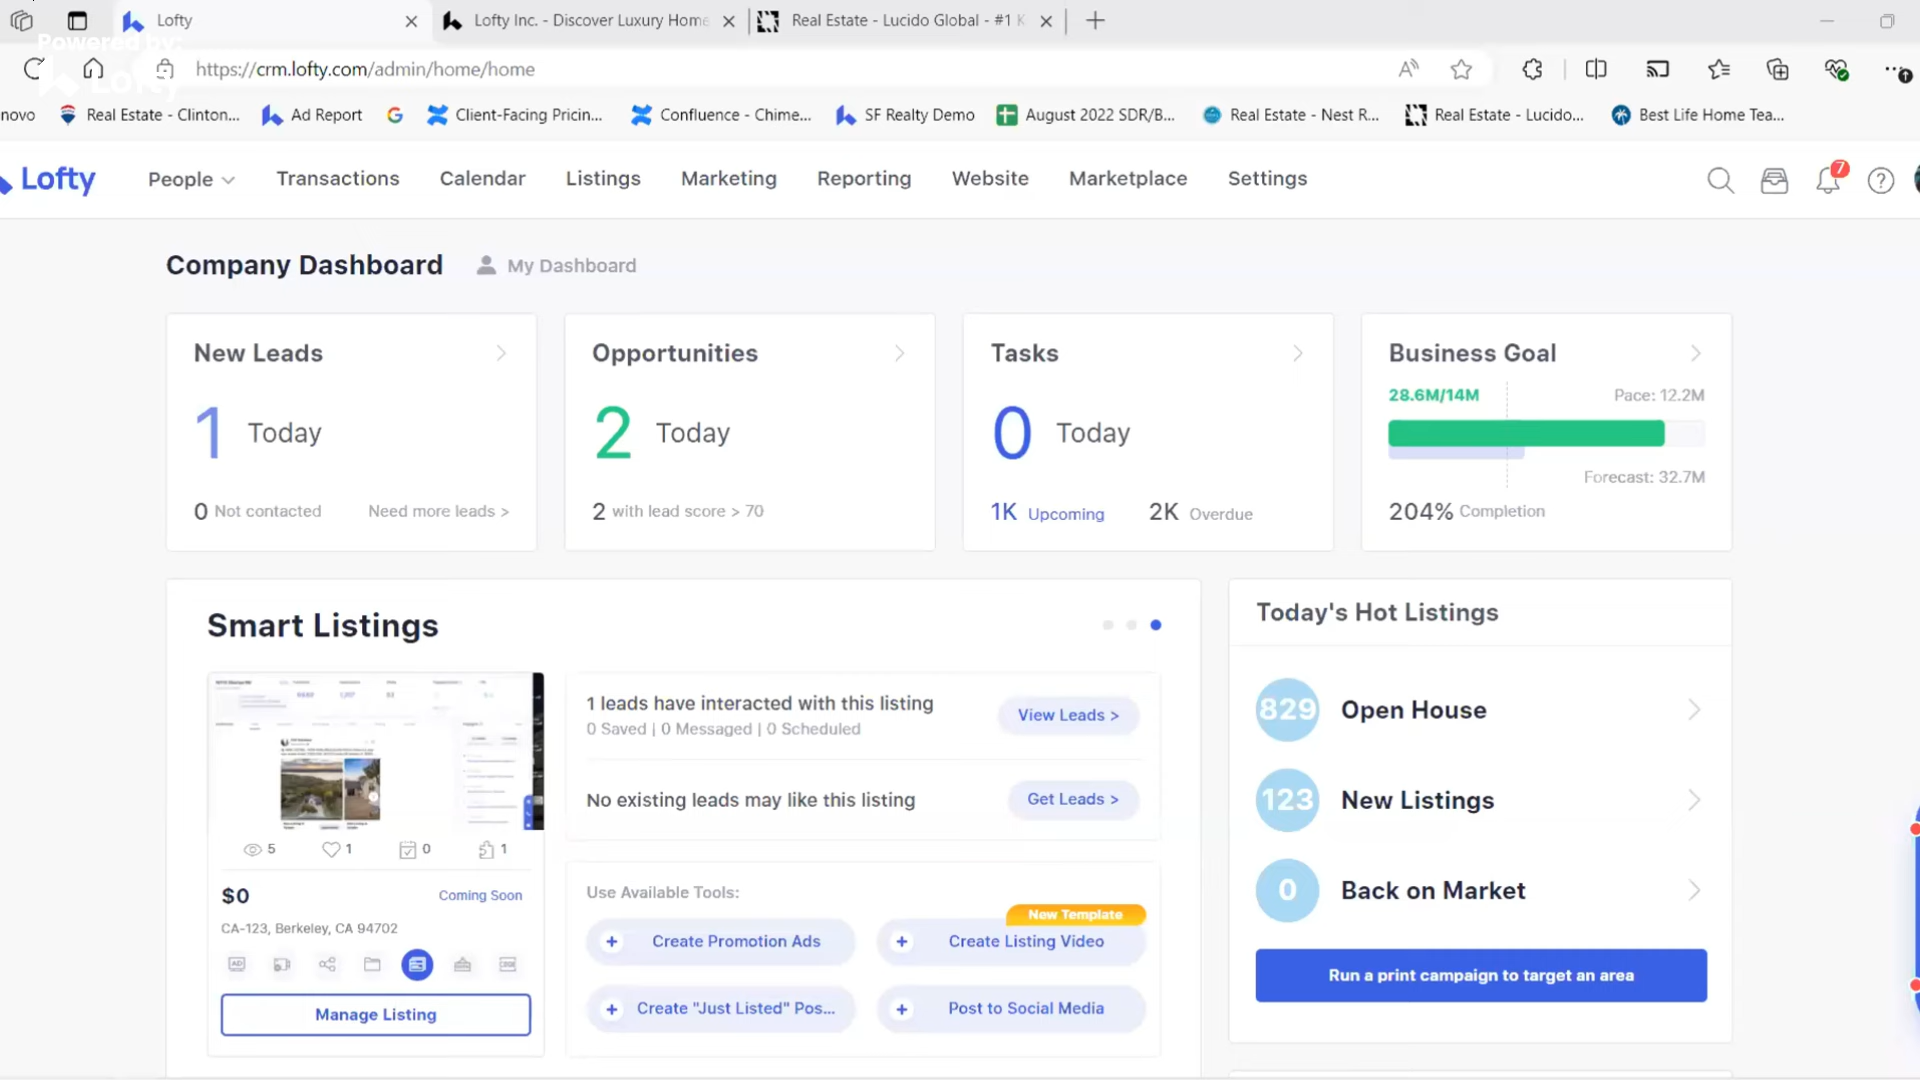 Lofty
Lofty Inc. - Discover Luxury Home
Real Estate - Lucido Global - #1 K
Powered by:
Lofty
https://crm.lofty.com/admin/home/home
novo
Real Estate - Clinton...
Ad Report
Client-Facing Pricin...
Confluence - Chime...
SF Realty Demo
August 2022 SDR/B...
Real Estate - Nest R...
Real Estate - Lucido...
Best Life Home Tea...
Lofty
People
Transactions
Calendar
Listings
Marketing
Reporting
Website
Marketplace
Settings
7
Company Dashboard
My Dashboard
New Leads
1 Today
0 Not contacted
Need more leads >
Opportunities
2 Today
2 with lead score > 70
Tasks
0 Today
1K Upcoming
2K Overdue
Business Goal
28.6M/14M
Pace: 12.2M
Forecast: 32.7M
204% Completion
Smart Listings
5
1
0
1
$0
Coming Soon
CA-123, Berkeley, CA 94702
AD
Manage Listing
1 leads have interacted with this listing
0 Saved | 0 Messaged | 0 Scheduled
View Leads >
No existing leads may like this listing
Get Leads >
Use Available Tools:
New Template
+ Create Promotion Ads
+ Create Listing Video
+ Create "Just Listed" Pos...
+ Post to Social Media
Today's Hot Listings
829 Open House
123 New Listings
0 Back on Market
Run a print campaign to target an area